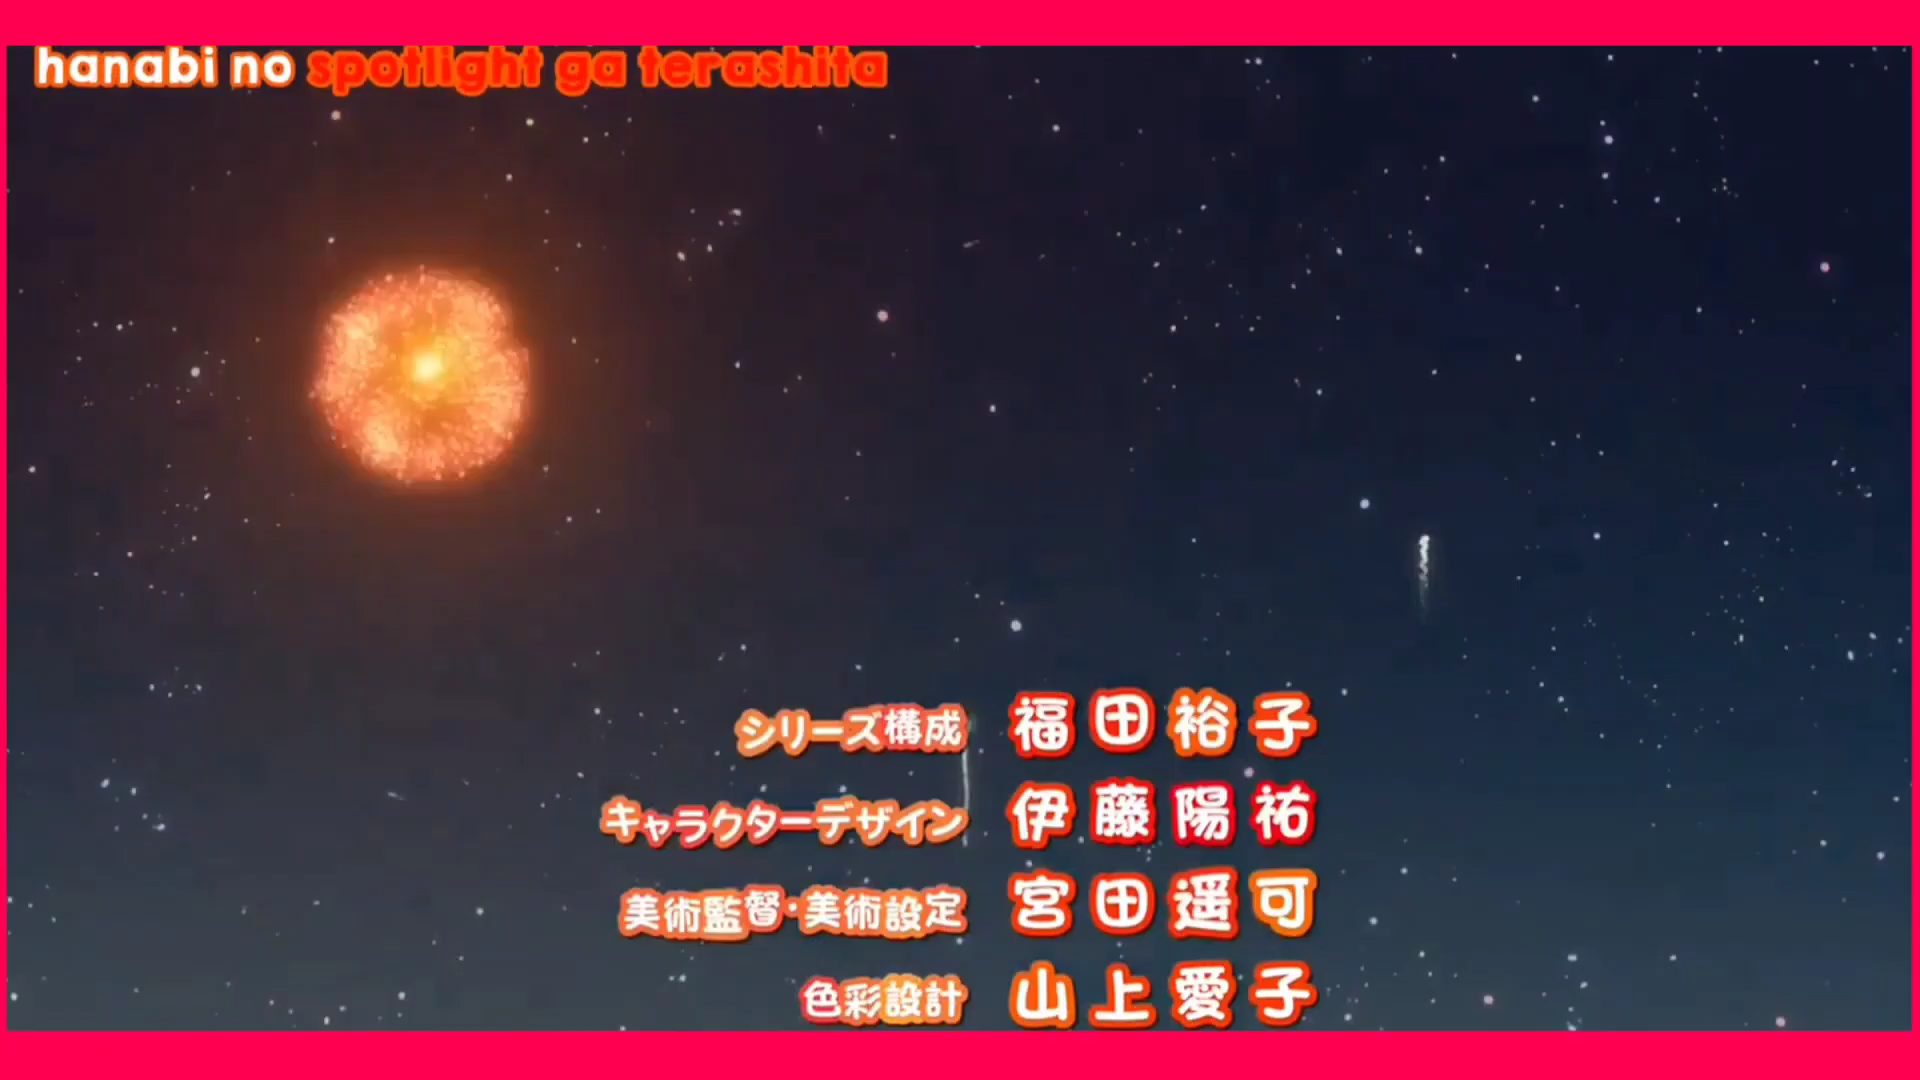 hanabi no spotlight ga terashita
シリーズ構成 福田裕子
キャラクターデザイン 伊藤陽祐
美術監督・美術設定 宮田遥可
色彩設計 山上愛子